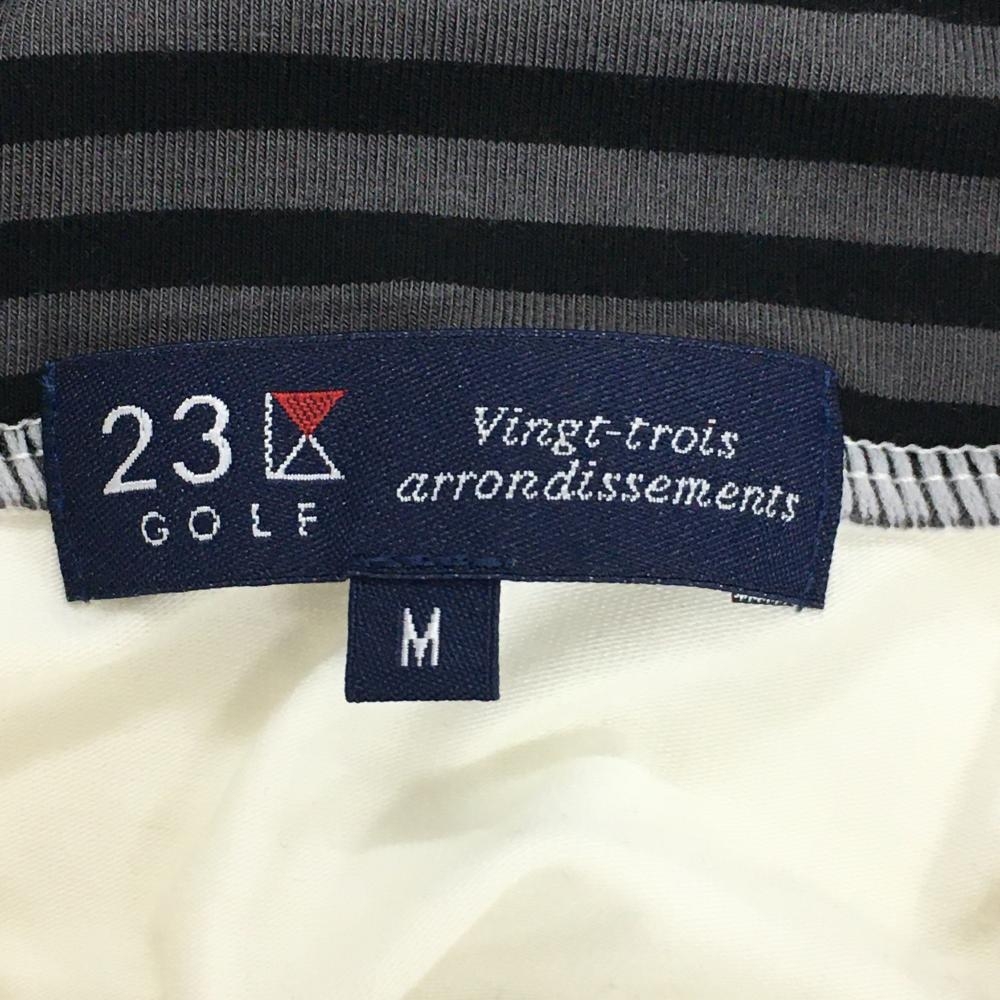 23
GOLF
Vingt-trois
arrondissements
M